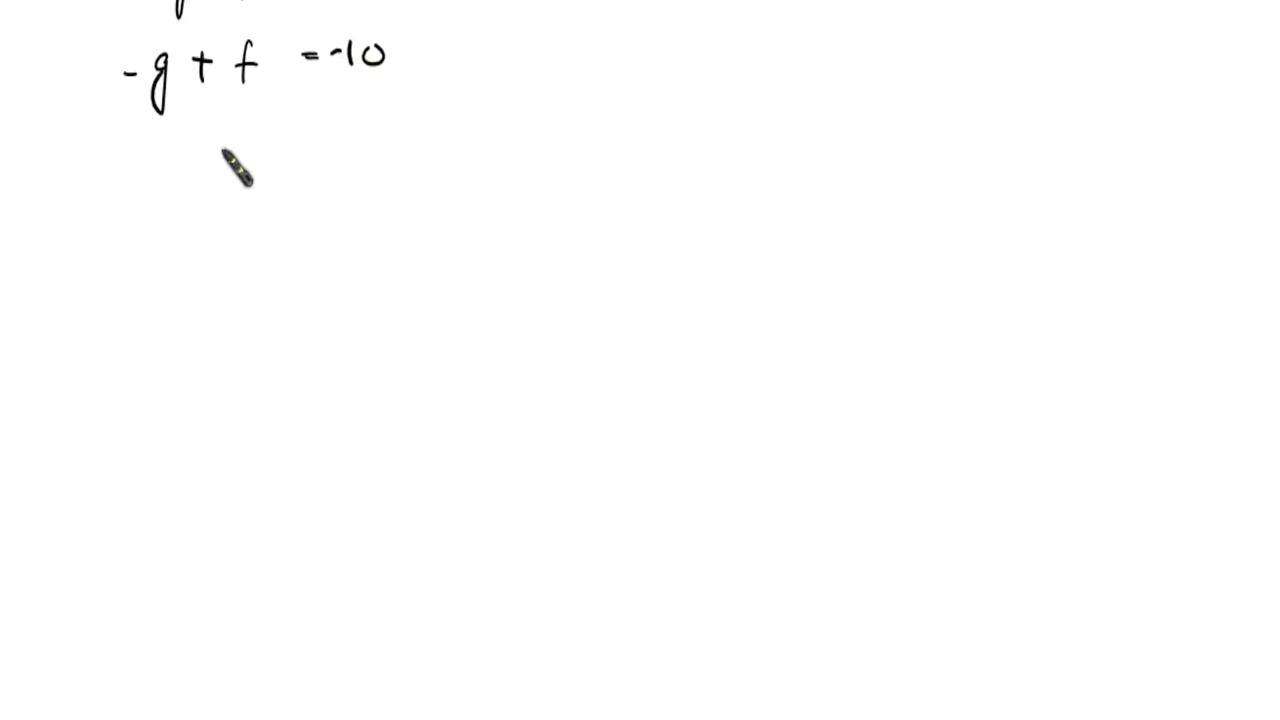 -g + f = -10